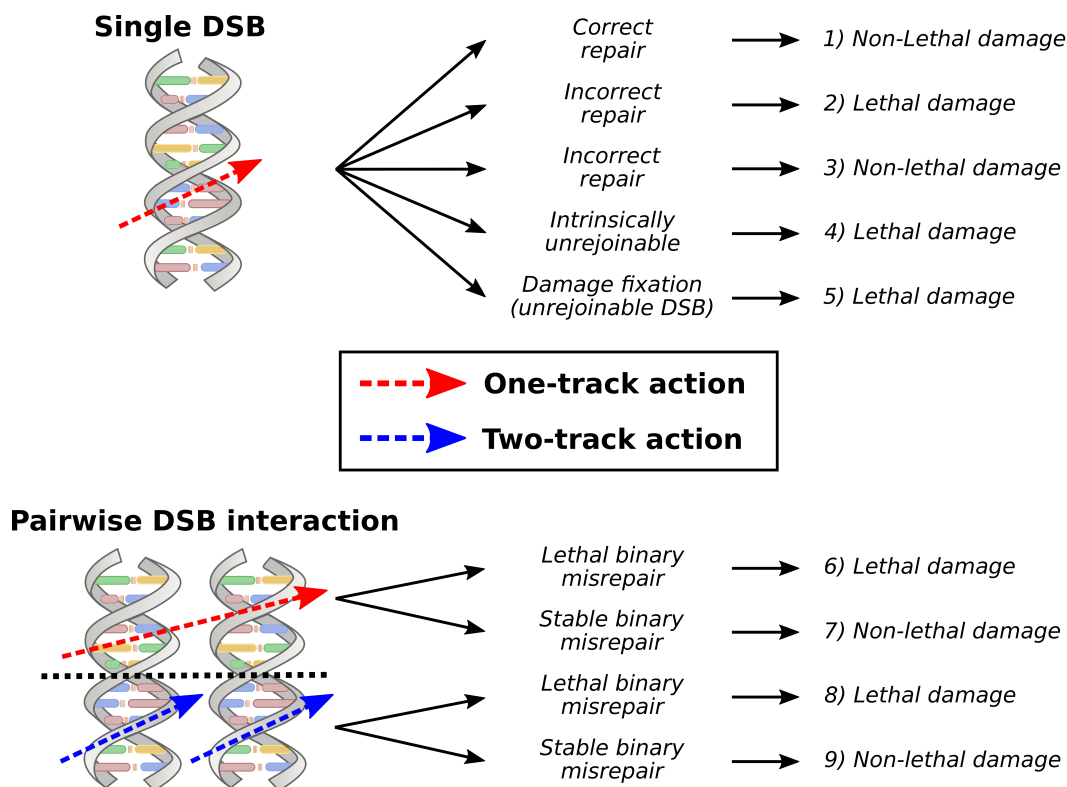 Single DSB
Correct
repair
1) Non-Lethal damage
Incorrect
repair
2) Lethal damage
Incorrect
repair
3) Non-lethal damage
Intrinsically
unrejoinable
4) Lethal damage
Damage fixation
(unrejoinable DSB)
5) Lethal damage
One-track action
Two-track action
Pairwise DSB interaction
Lethal binary
misrepair
6) Lethal damage
Stable binary
misrepair
7) Non-lethal damage
Lethal binary
misrepair
8) Lethal damage
Stable binary
misrepair
9) Non-lethal damage